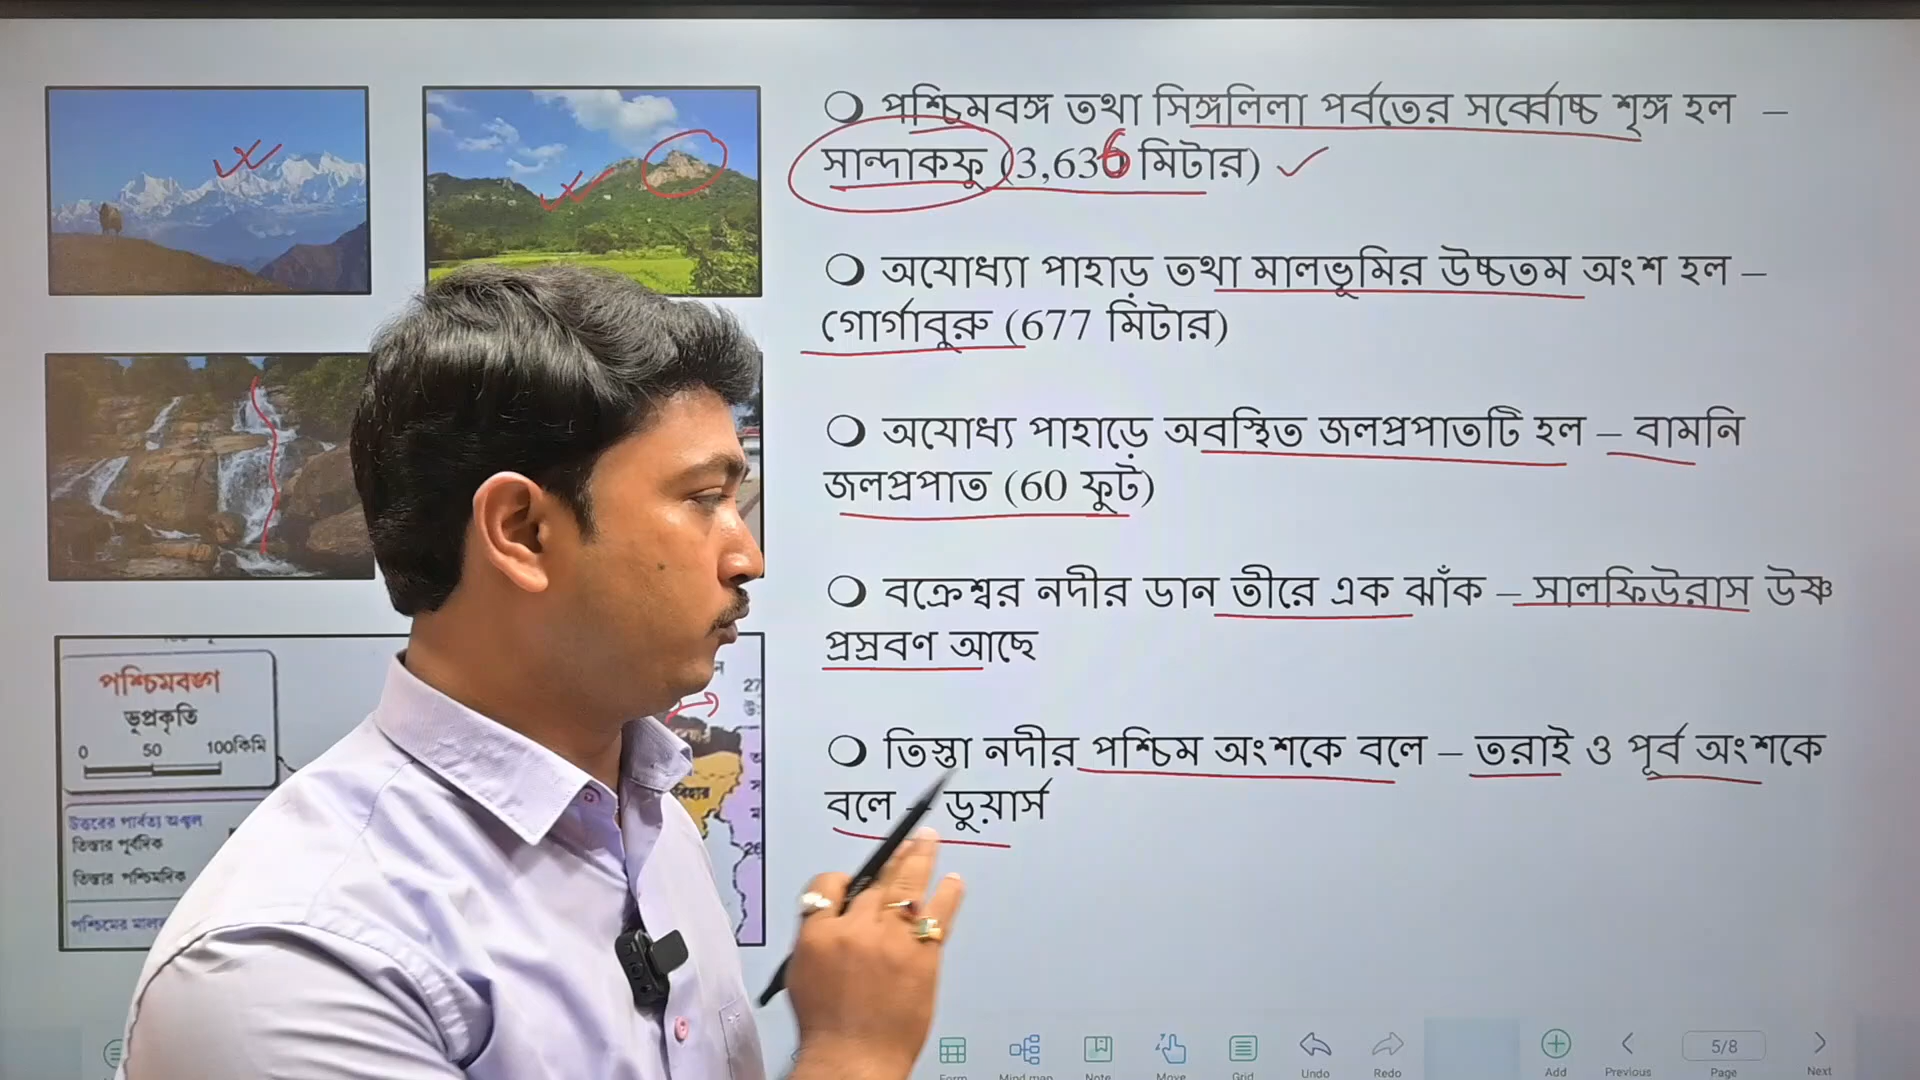 ○ পশ্চিমবঙ্গ তথা সিঙ্গলিলা পর্বতের সর্ব্বোচ্চ শৃঙ্গ হল –
সান্দাকফু (3,636 মিটার)
○ অযোধ্যা পাহাড় তথা মালভূমির উচ্চতম অংশ হল –
গোর্গাবুরু (677 মিটার)
○ অযোধ্য পাহাড়ে অবস্থিত জলপ্রপাতটি হল – বামনি
জলপ্রপাত (60 ফুট)
○ বক্রেশ্বর নদীর ডান তীরে এক ঝাঁক – সালফিউরাস উষ্ণ
প্রস্রবণ আছে
○ তিস্তা নদীর পশ্চিম অংশকে বলে – তরাই ও পূর্ব অংশকে
বলে – ডুয়ার্স
পশ্চিমবঙ্গ
ভূপ্রকৃতি
0 50 100কিমি
উত্তরের পার্বত্য অঞ্চল
তিস্তার পূর্বদিক
তিস্তার পশ্চিমদিক
পশ্চিমের
27
26
Form Mind map Note Move Grid Undo Redo Add Previous 5/8 Page Next